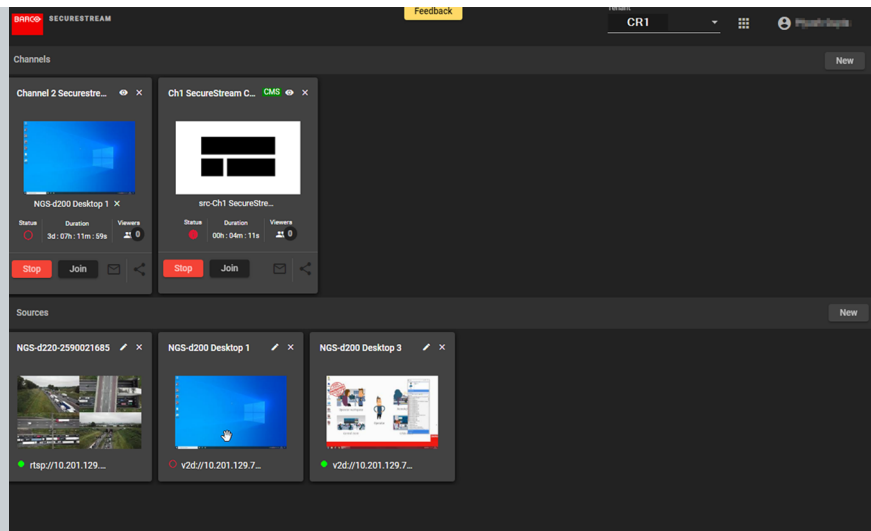 Feedback
Tenant
BARCO SECURESTREAM
CR1
Channels
New
Channel 2 Securestre...
Ch1 SecureStream C... CMS
NGS-d200 Desktop 1
src-Ch1 SecureStre...
Status Duration Viewers
3d : 07h : 11m : 59s 0
Status Duration Viewers
00h : 04m : 11s 0
Stop Join
Stop Join
Sources
New
NGS-d220-2590021685
NGS-d200 Desktop 1
NGS-d200 Desktop 3
rtsp://10.201.129....
v2d://10.201.129.7...
v2d://10.201.129.7...